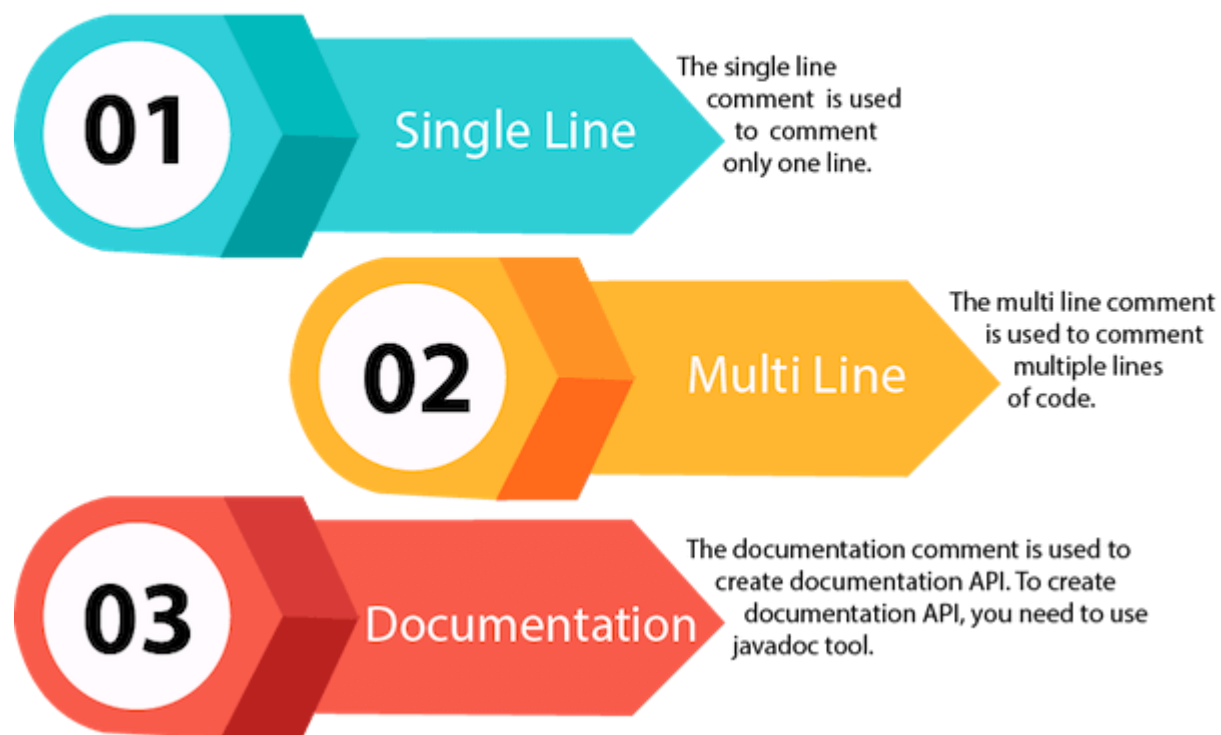 01
Single Line
The single line
comment is used
to comment
only one line.
02
Multi Line
The multi line comment
is used to comment
multiple lines
of code.
03
Documentation
The documentation comment is used to
create documentation API. To create
documentation API, you need to use
javadoc tool.